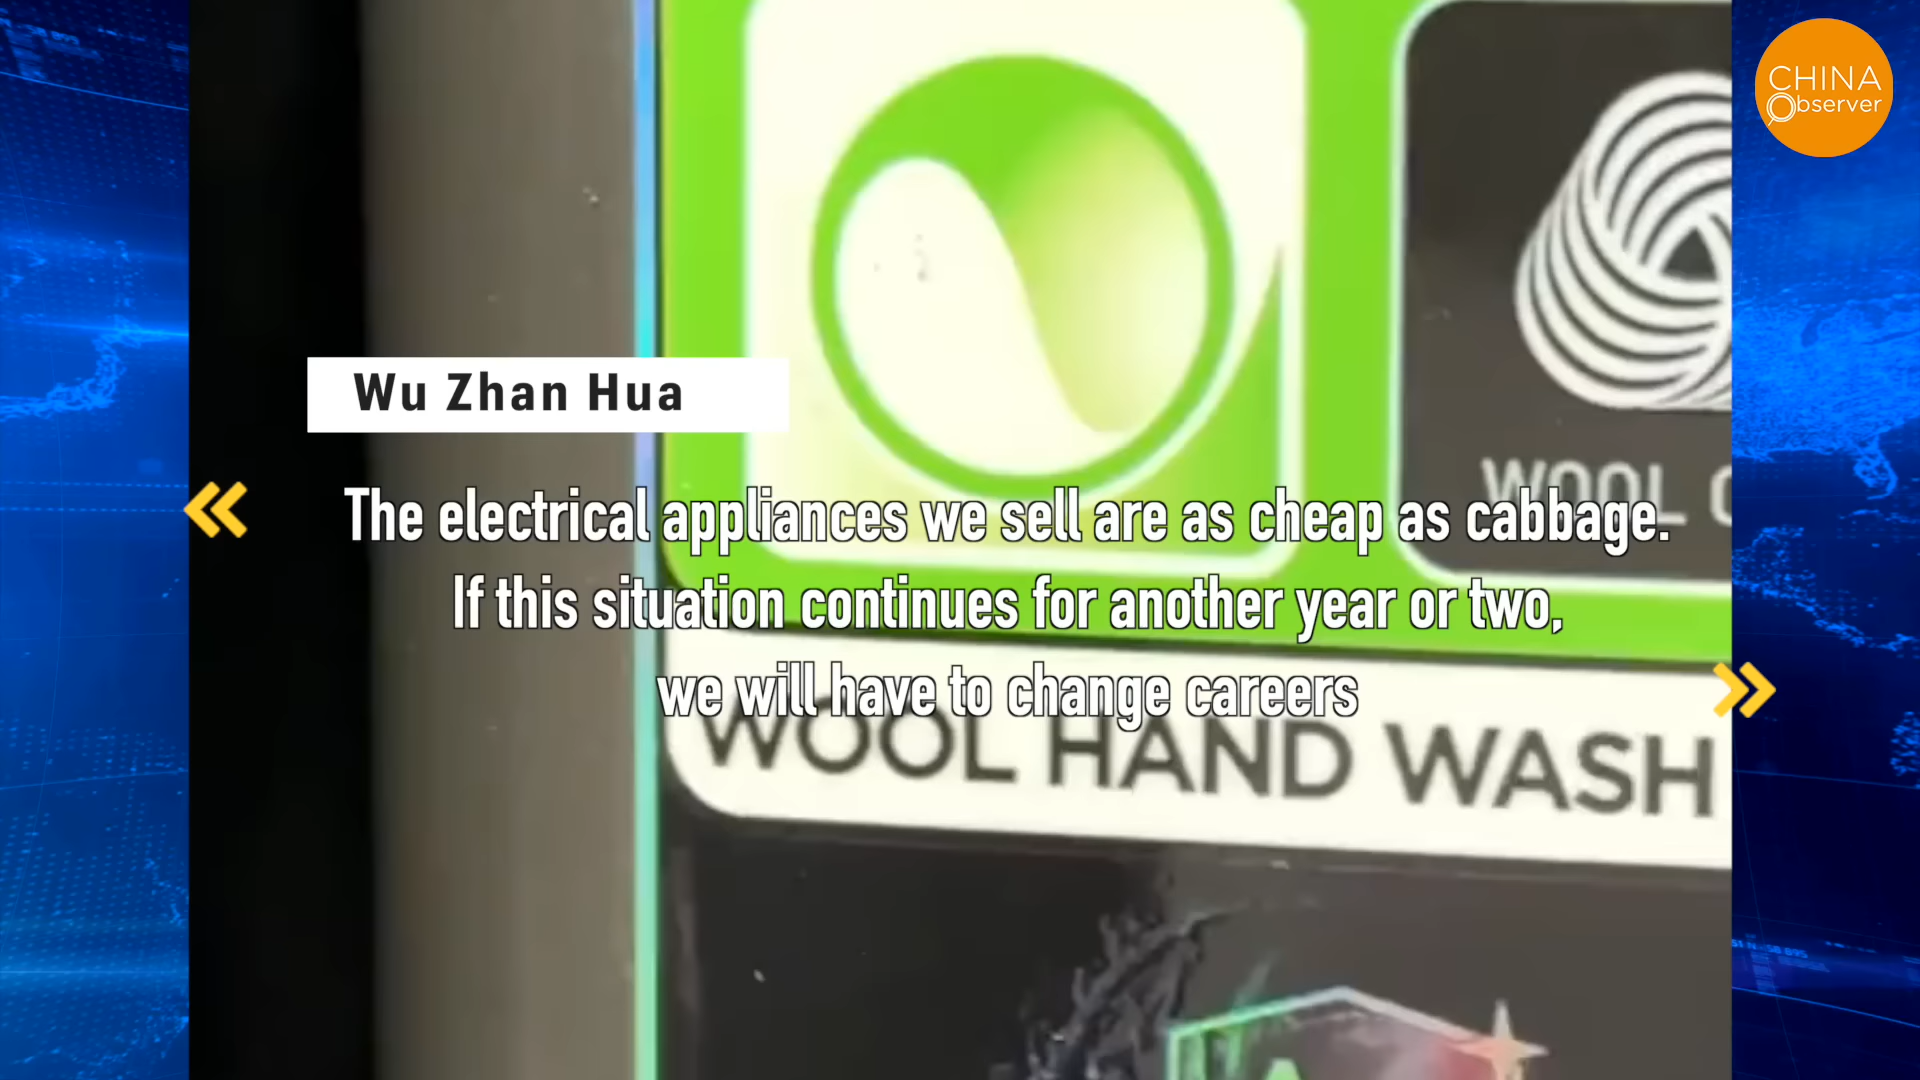 CHINA
Observer
Wu Zhan Hua
WOOL
The electrical appliances we sell are as cheap as cabbage.
If this situation continues for another year or two,
we will have to change careers
WOOL HAND WASH